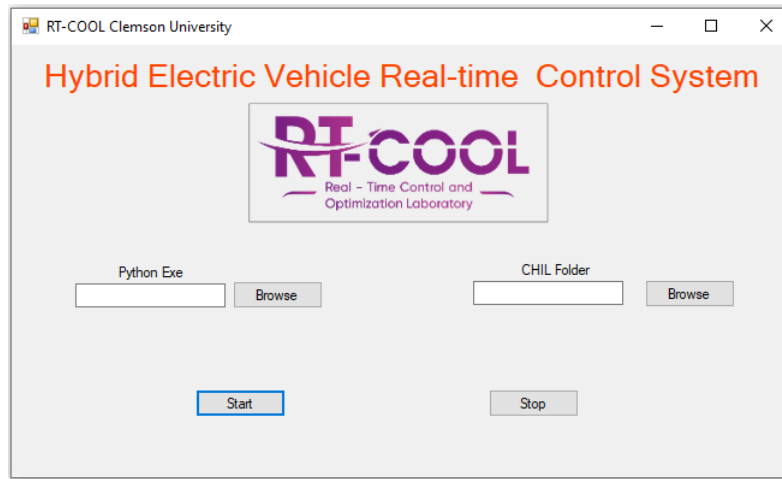 RT-COOL Clemson University
Hybrid Electric Vehicle Real-time  Control System
RT-COOL
Real - Time Control and
Optimization Laboratory
Python Exe
CHIL Folder
Browse
Browse
Start
Stop